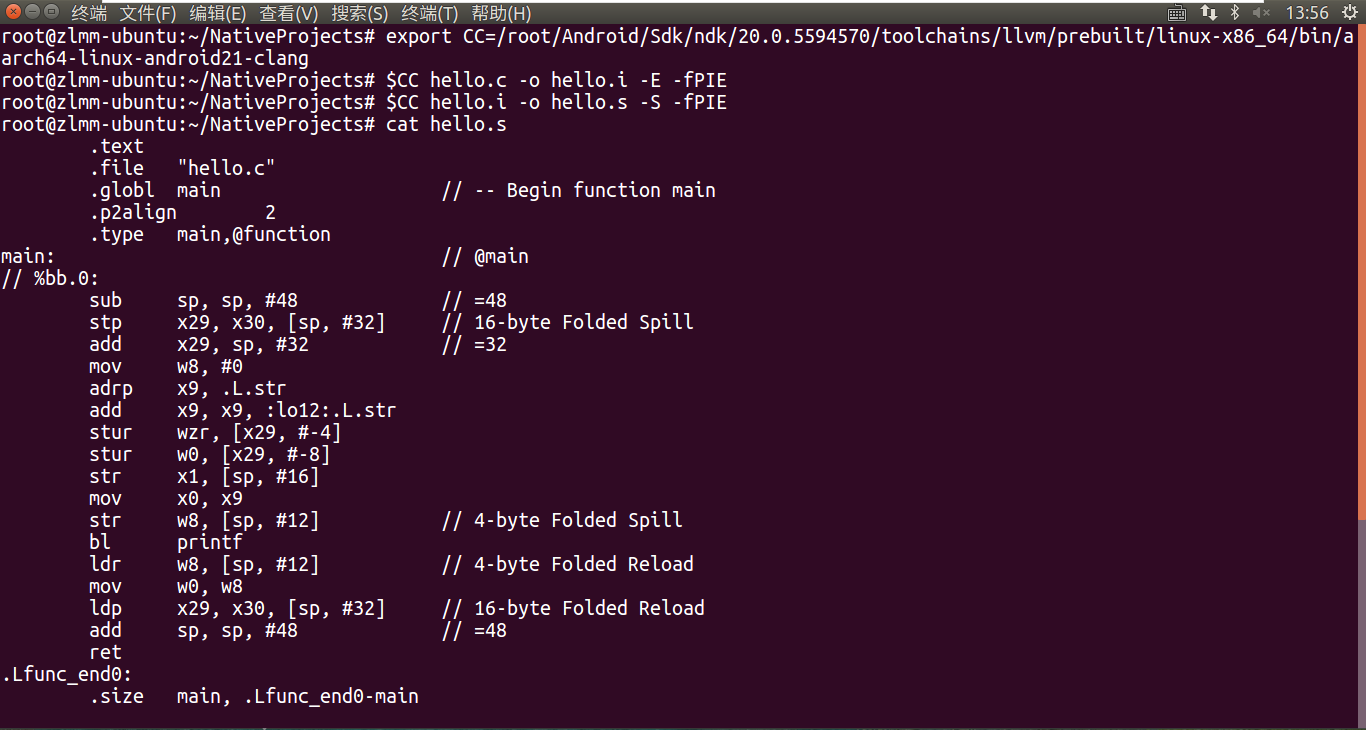 终端 文件(F) 编辑(E) 查看(V) 搜索(S) 终端(T) 帮助(H) 13:56
root@zlmm-ubuntu:~/NativeProjects# export CC=/root/Android/Sdk/ndk/20.0.5594570/toolchains/llvm/prebuilt/linux-x86_64/bin/a
arch64-linux-android21-clang
root@zlmm-ubuntu:~/NativeProjects# $CC hello.c -o hello.i -E -fPIE
root@zlmm-ubuntu:~/NativeProjects# $CC hello.i -o hello.s -S -fPIE
root@zlmm-ubuntu:~/NativeProjects# cat hello.s
        .text
        .file   "hello.c"
        .globl  main                    // -- Begin function main
        .p2align        2
        .type   main,@function
main:                                   // @main
// %bb.0:
        sub     sp, sp, #48             // =48
        stp     x29, x30, [sp, #32]     // 16-byte Folded Spill
        add     x29, sp, #32            // =32
        mov     w8, #0
        adrp    x9, .L.str
        add     x9, x9, :lo12:.L.str
        stur    wzr, [x29, #-4]
        stur    w0, [x29, #-8]
        str     x1, [sp, #16]
        mov     x0, x9
        str     w8, [sp, #12]           // 4-byte Folded Spill
        bl      printf
        ldr     w8, [sp, #12]           // 4-byte Folded Reload
        mov     w0, w8
        ldp     x29, x30, [sp, #32]     // 16-byte Folded Reload
        add     sp, sp, #48             // =48
        ret
.Lfunc_end0:
        .size   main, .Lfunc_end0-main